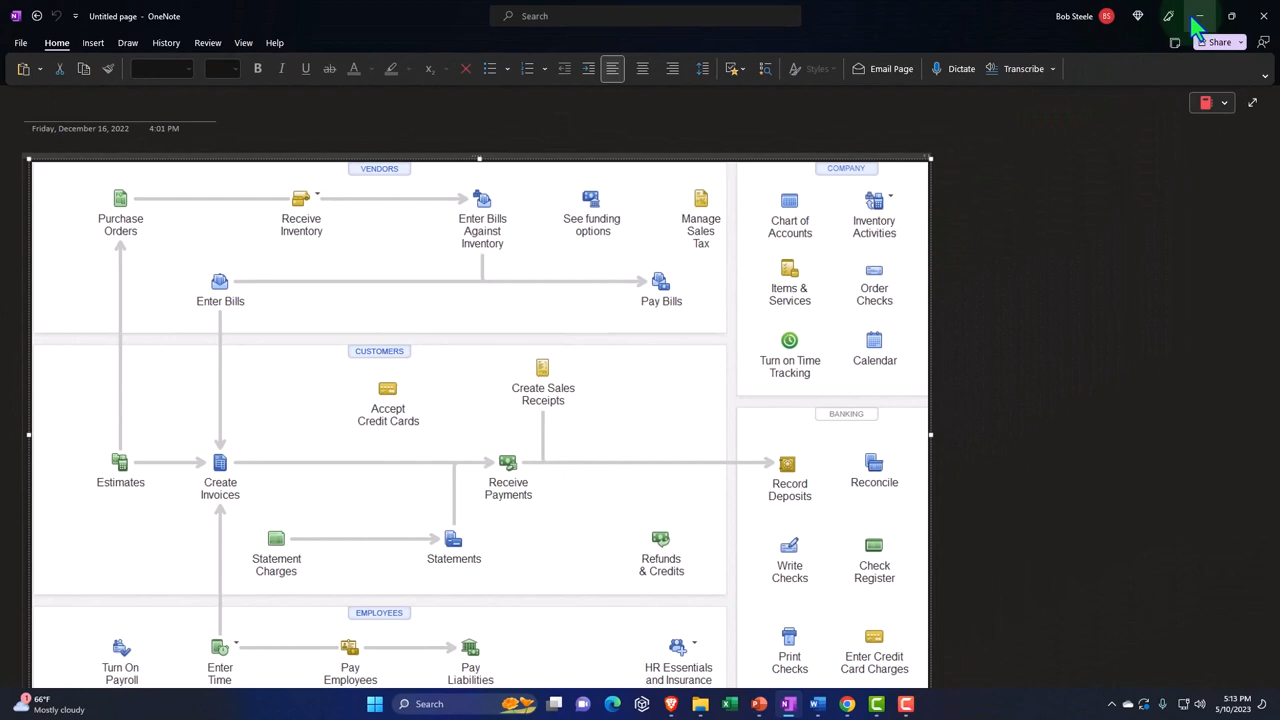 Untitled page - OneNote
Search
Bob Steele
BS
File
Home
Insert
Draw
History
Review
View
Help
Share
B
I
U
ab
A
x
Styles
Email Page
Dictate
Transcribe
Friday, December 16, 2022
4:01 PM
VENDORS
Purchase
Orders
Receive
Inventory
Enter Bills
Against
Inventory
See funding
options
Manage
Sales
Tax
Enter Bills
Pay Bills
CUSTOMERS
Accept
Credit Cards
Create Sales
Receipts
Estimates
Create
Invoices
Receive
Payments
Statement
Charges
Statements
Refunds
& Credits
EMPLOYEES
Turn On
Payroll
Enter
Time
Pay
Employees
Pay
Liabilities
HR Essentials
and Insurance
COMPANY
Chart of
Accounts
Inventory
Activities
Items &
Services
Order
Checks
Turn on Time
Tracking
Calendar
BANKING
Record
Deposits
Reconcile
Write
Checks
Check
Register
Print
Checks
Enter Credit
Card Charges
1
66°F
Mostly cloudy
Search
5:13 PM
5/10/2023